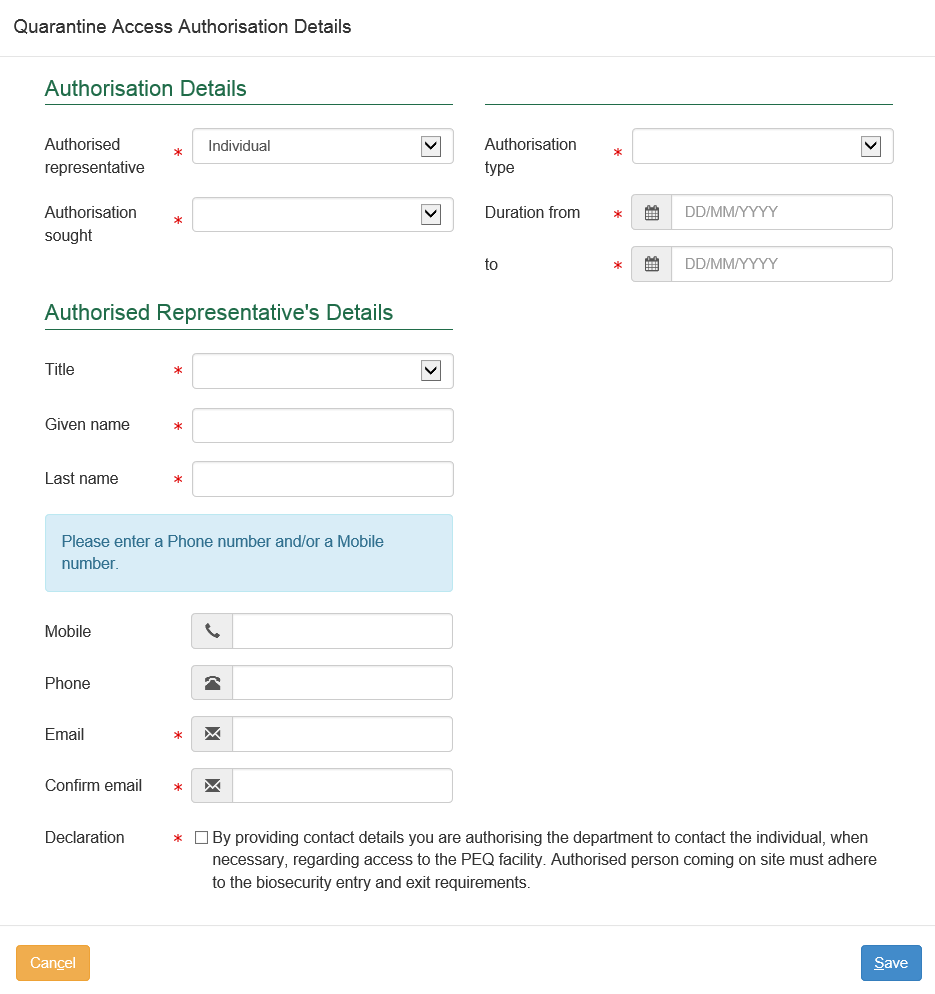 Quarantine Access Authorisation Details
Authorisation Details
Authorised
representative
*
Individual
Authorisation
sought
*
Authorisation
type
*
Duration from
*
DD/MM/YYYY
to
*
DD/MM/YYYY
Authorised Representative's Details
Title
*
Given name
*
Last name
*
Please enter a Phone number and/or a Mobile
number.
Mobile
Phone
Email
*
Confirm email
*
Declaration
*
By providing contact details you are authorising the department to contact the individual, when
necessary, regarding access to the PEQ facility. Authorised person coming on site must adhere
to the biosecurity entry and exit requirements.
Cancel
Save